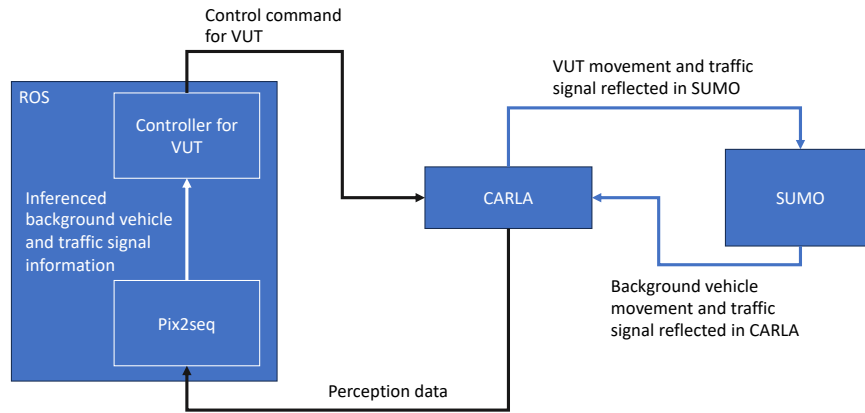 Control command
for VUT
ROS
Controller for
VUT
Inferenced
background vehicle
and traffic signal
information
Pix2seq
Perception data
CARLA
VUT movement and traffic
signal reflected in SUMO
SUMO
Background vehicle
movement and traffic
signal reflected in CARLA